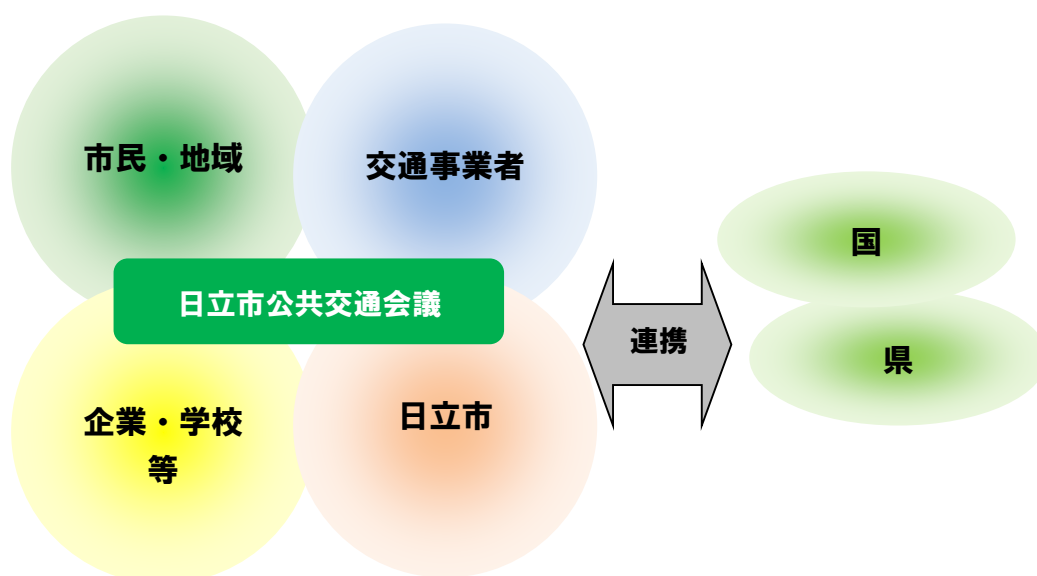 市民・地域
交通事業者
日立市公共交通会議
企業・学校
等
日立市
連携
国
県